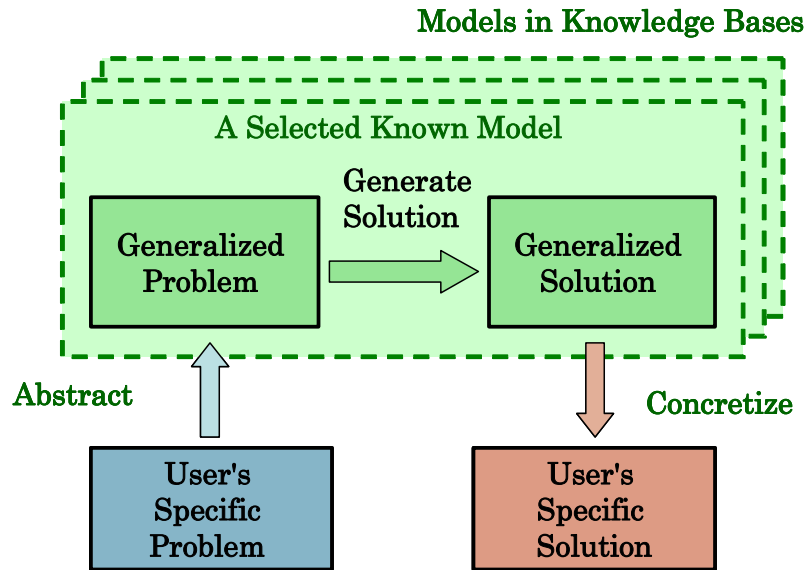 Models in Knowledge Bases
A Selected Known Model
Generate
Solution
Generalized
Problem
Generalized
Solution
Abstract
Concretize
User's
Specific
Problem
User's
Specific
Solution